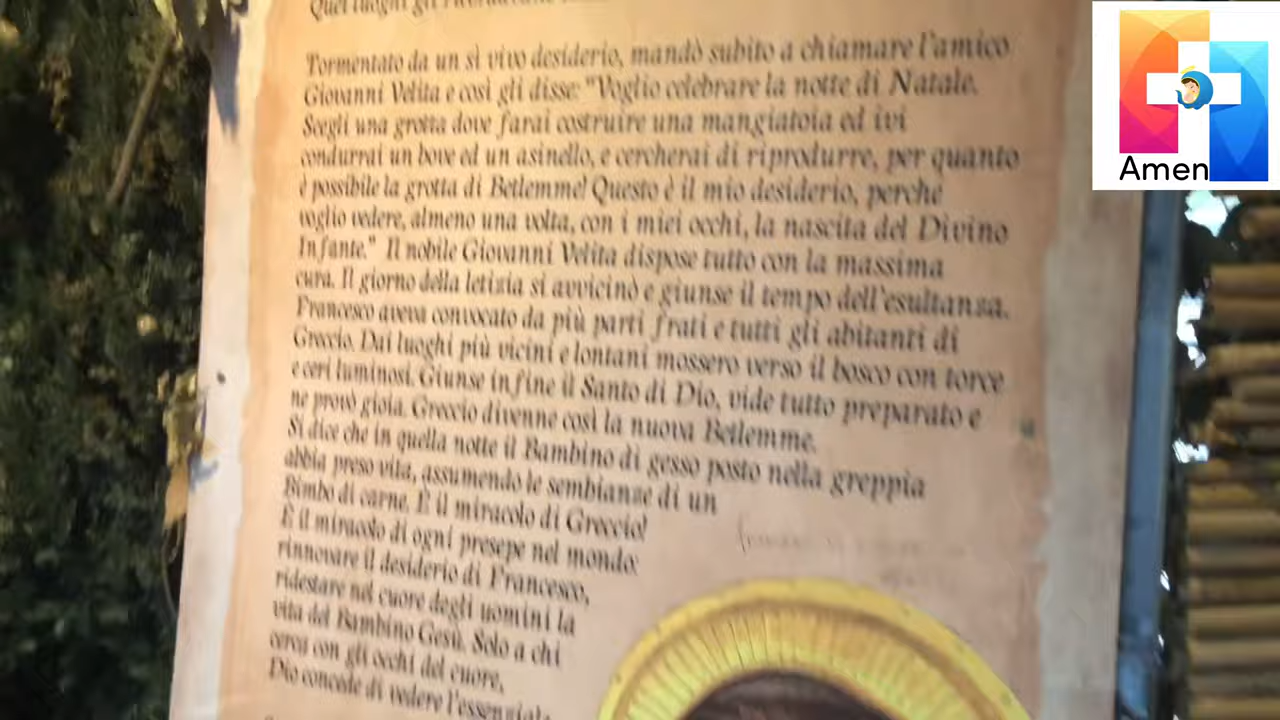 Quei luoghi gli
Tormentato da un sì vivo desiderio, mandò subito a chiamare l'amico
Giovanni Velita e così gli disse: "Voglio celebrare la notte di Natale.
Scegli una grotta dove farai costruire una mangiatoia ed ivi
condurrai un bove ed un asinello, e cercherai di riprodurre, per quanto
è possibile la grotta di Betlemme! Questo è il mio desiderio, perché
voglio vedere, almeno una volta, con i miei occhi, la nascita del Divino
Infante." Il nobile Giovanni Velita dispose tutto con la massima
cura. Il giorno della letizia si avvicinò e giunse il tempo dell'esultanza.
Francesco aveva convocato da più parti frati e tutti gli abitanti di
Greccio. Dai luoghi più vicini e lontani mossero verso il bosco con torce
e ceri luminosi. Giunse infine il Santo di Dio, vide tutto preparato e
ne provò gioia. Greccio divenne così la nuova Betlemme.
Si dice che in quella notte il Bambino di gesso posto nella greppia
abbia preso vita, assumendo le sembianze di un
Bimbo di carne. È il miracolo di Greccio!
È il miracolo di ogni presepe nel mondo:
rinnovare il desiderio di Francesco,
ridestare nel cuore degli uomini la
vita del Bambino Gesù. Solo a chi
cerca con gli occhi del cuore,
Dio concede di vedere l'essenziale
Amen